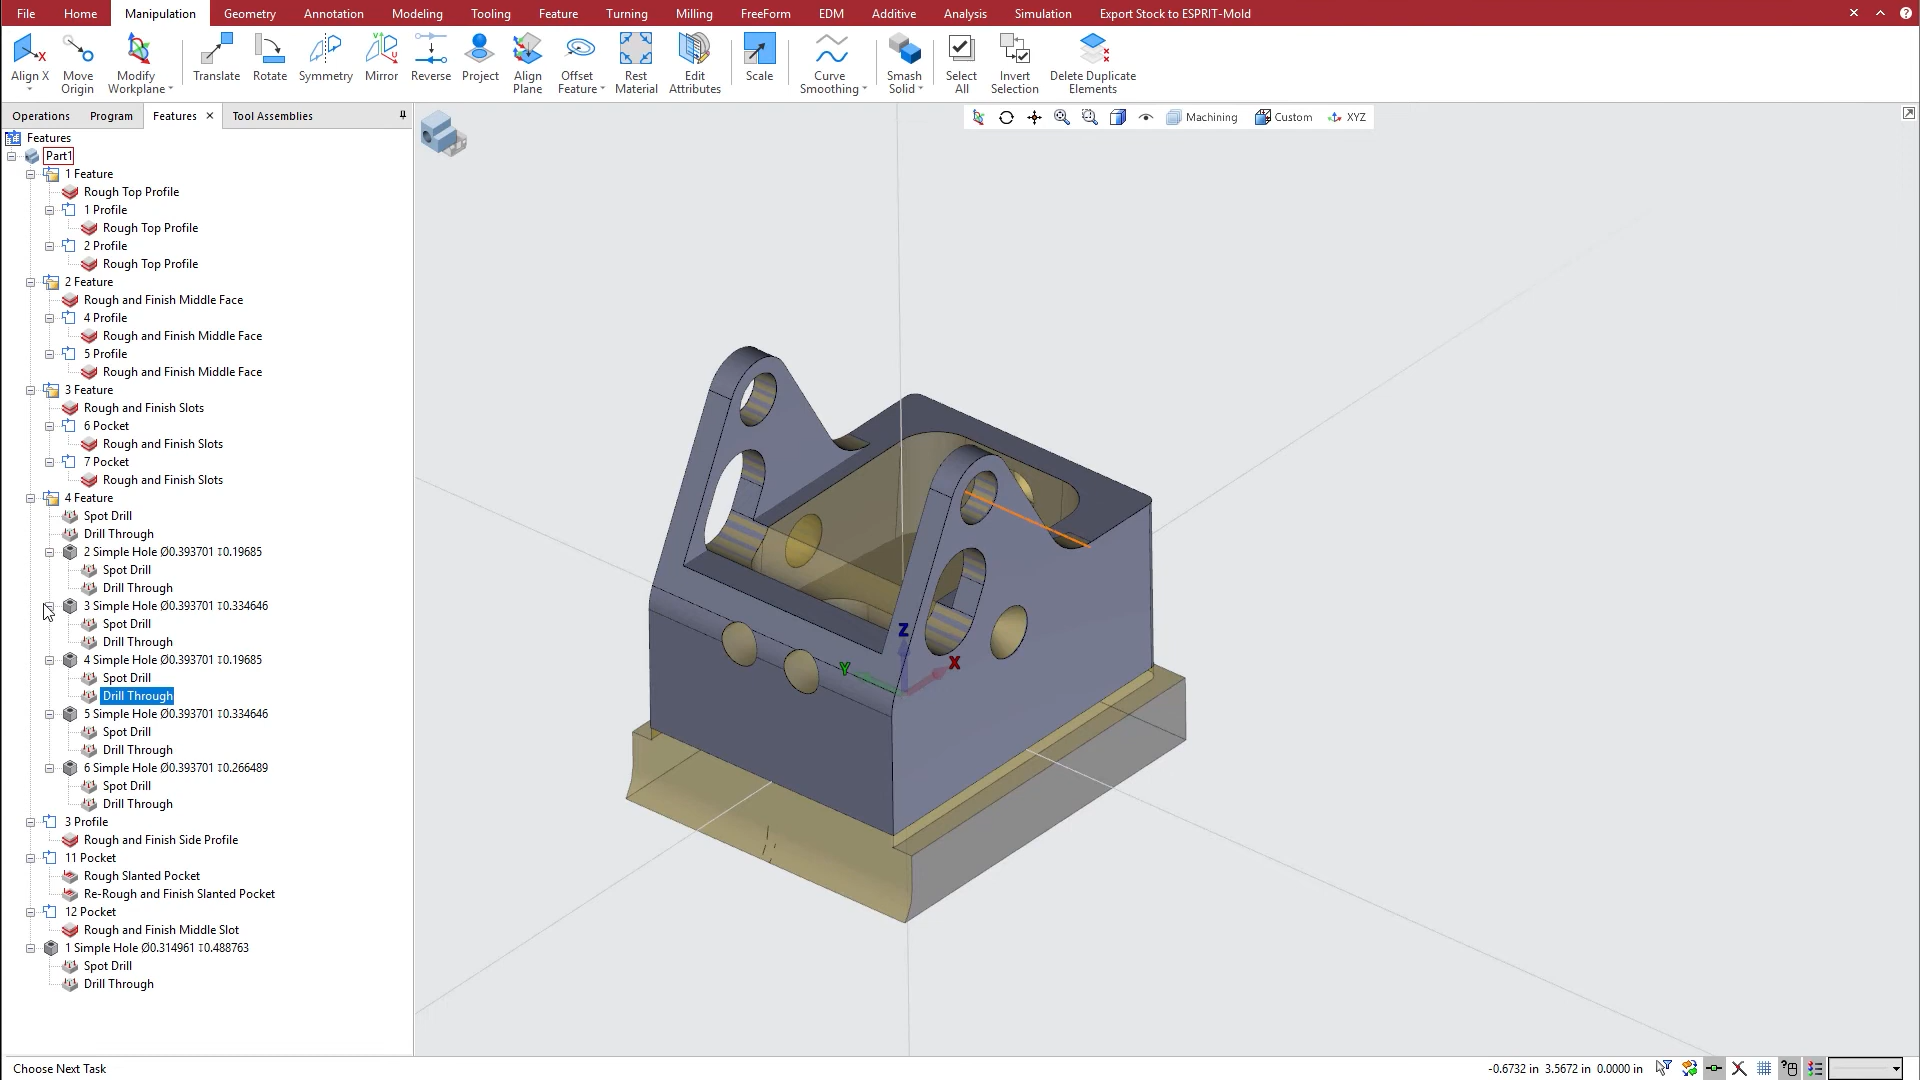 File Home Manipulation Geometry Annotation Modeling Tooling Feature Turning Milling FreeForm EDM Additive Analysis Simulation Export Stock to ESPRIT-Mold
Align X Move Origin Modify Workplane Translate Rotate Symmetry Mirror Reverse Project Align Plane Offset Feature Rest Material Edit Attributes Scale Curve Smoothing Smash Solid Select All Invert Selection Delete Duplicate Elements
Operations Program Features Tool Assemblies
Machining Custom XYZ
Features
Part1
1 Feature
Rough Top Profile
1 Profile
Rough Top Profile
2 Profile
Rough Top Profile
2 Feature
Rough and Finish Middle Face
4 Profile
Rough and Finish Middle Face
5 Profile
Rough and Finish Middle Face
3 Feature
Rough and Finish Slots
6 Pocket
Rough and Finish Slots
7 Pocket
Rough and Finish Slots
4 Feature
Spot Drill
Drill Through
2 Simple Hole Ø0.393701 ↧0.19685
Spot Drill
Drill Through
3 Simple Hole Ø0.393701 ↧0.334646
Spot Drill
Drill Through
4 Simple Hole Ø0.393701 ↧0.19685
Spot Drill
Drill Through
5 Simple Hole Ø0.393701 ↧0.334646
Spot Drill
Drill Through
6 Simple Hole Ø0.393701 ↧0.266489
Spot Drill
Drill Through
3 Profile
Rough and Finish Side Profile
11 Pocket
Rough Slanted Pocket
Re-Rough and Finish Slanted Pocket
12 Pocket
Rough and Finish Middle Slot
1 Simple Hole Ø0.314961 ↧0.488763
Spot Drill
Drill Through
Z
Y
X
Choose Next Task
-0.6732 in 3.5672 in 0.0000 in